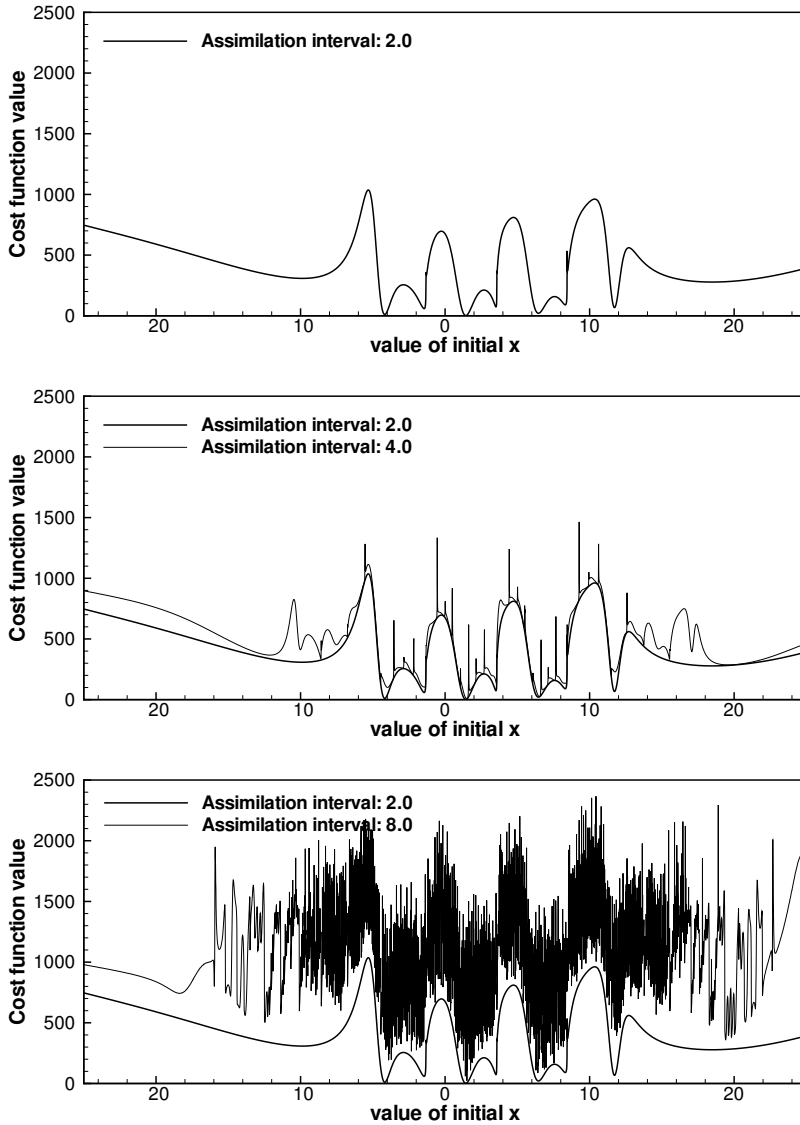 2500
Assimilation interval: 2.0
2000
1500
1000
500
0
Cost function value
20 10 0 10 20
value of initial x
2500
Assimilation interval: 2.0
Assimilation interval: 4.0
2000
1500
1000
500
0
Cost function value
20 10 0 10 20
value of initial x
2500
Assimilation interval: 2.0
Assimilation interval: 8.0
2000
1500
1000
500
0
Cost function value
20 10 0 10 20
value of initial x